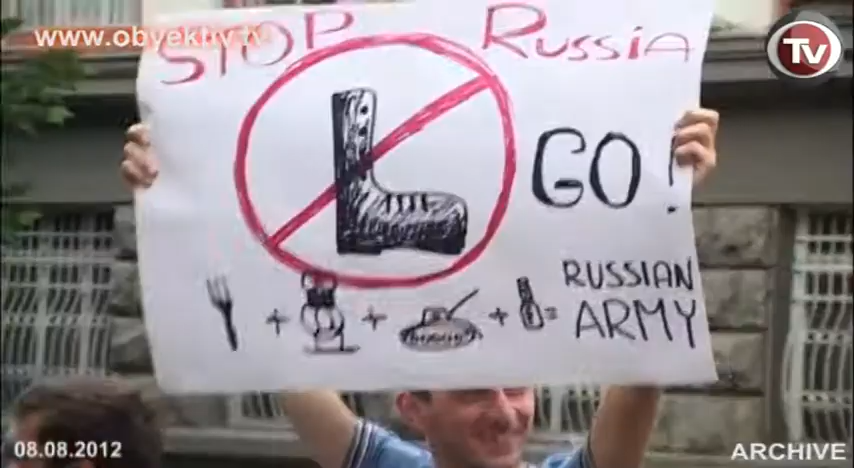 www.obyektiv.tv
TV
STOP RUSSIA
GO !
RUSSIAN
+ + + = ARMY
08.08.2012
ARCHIVE